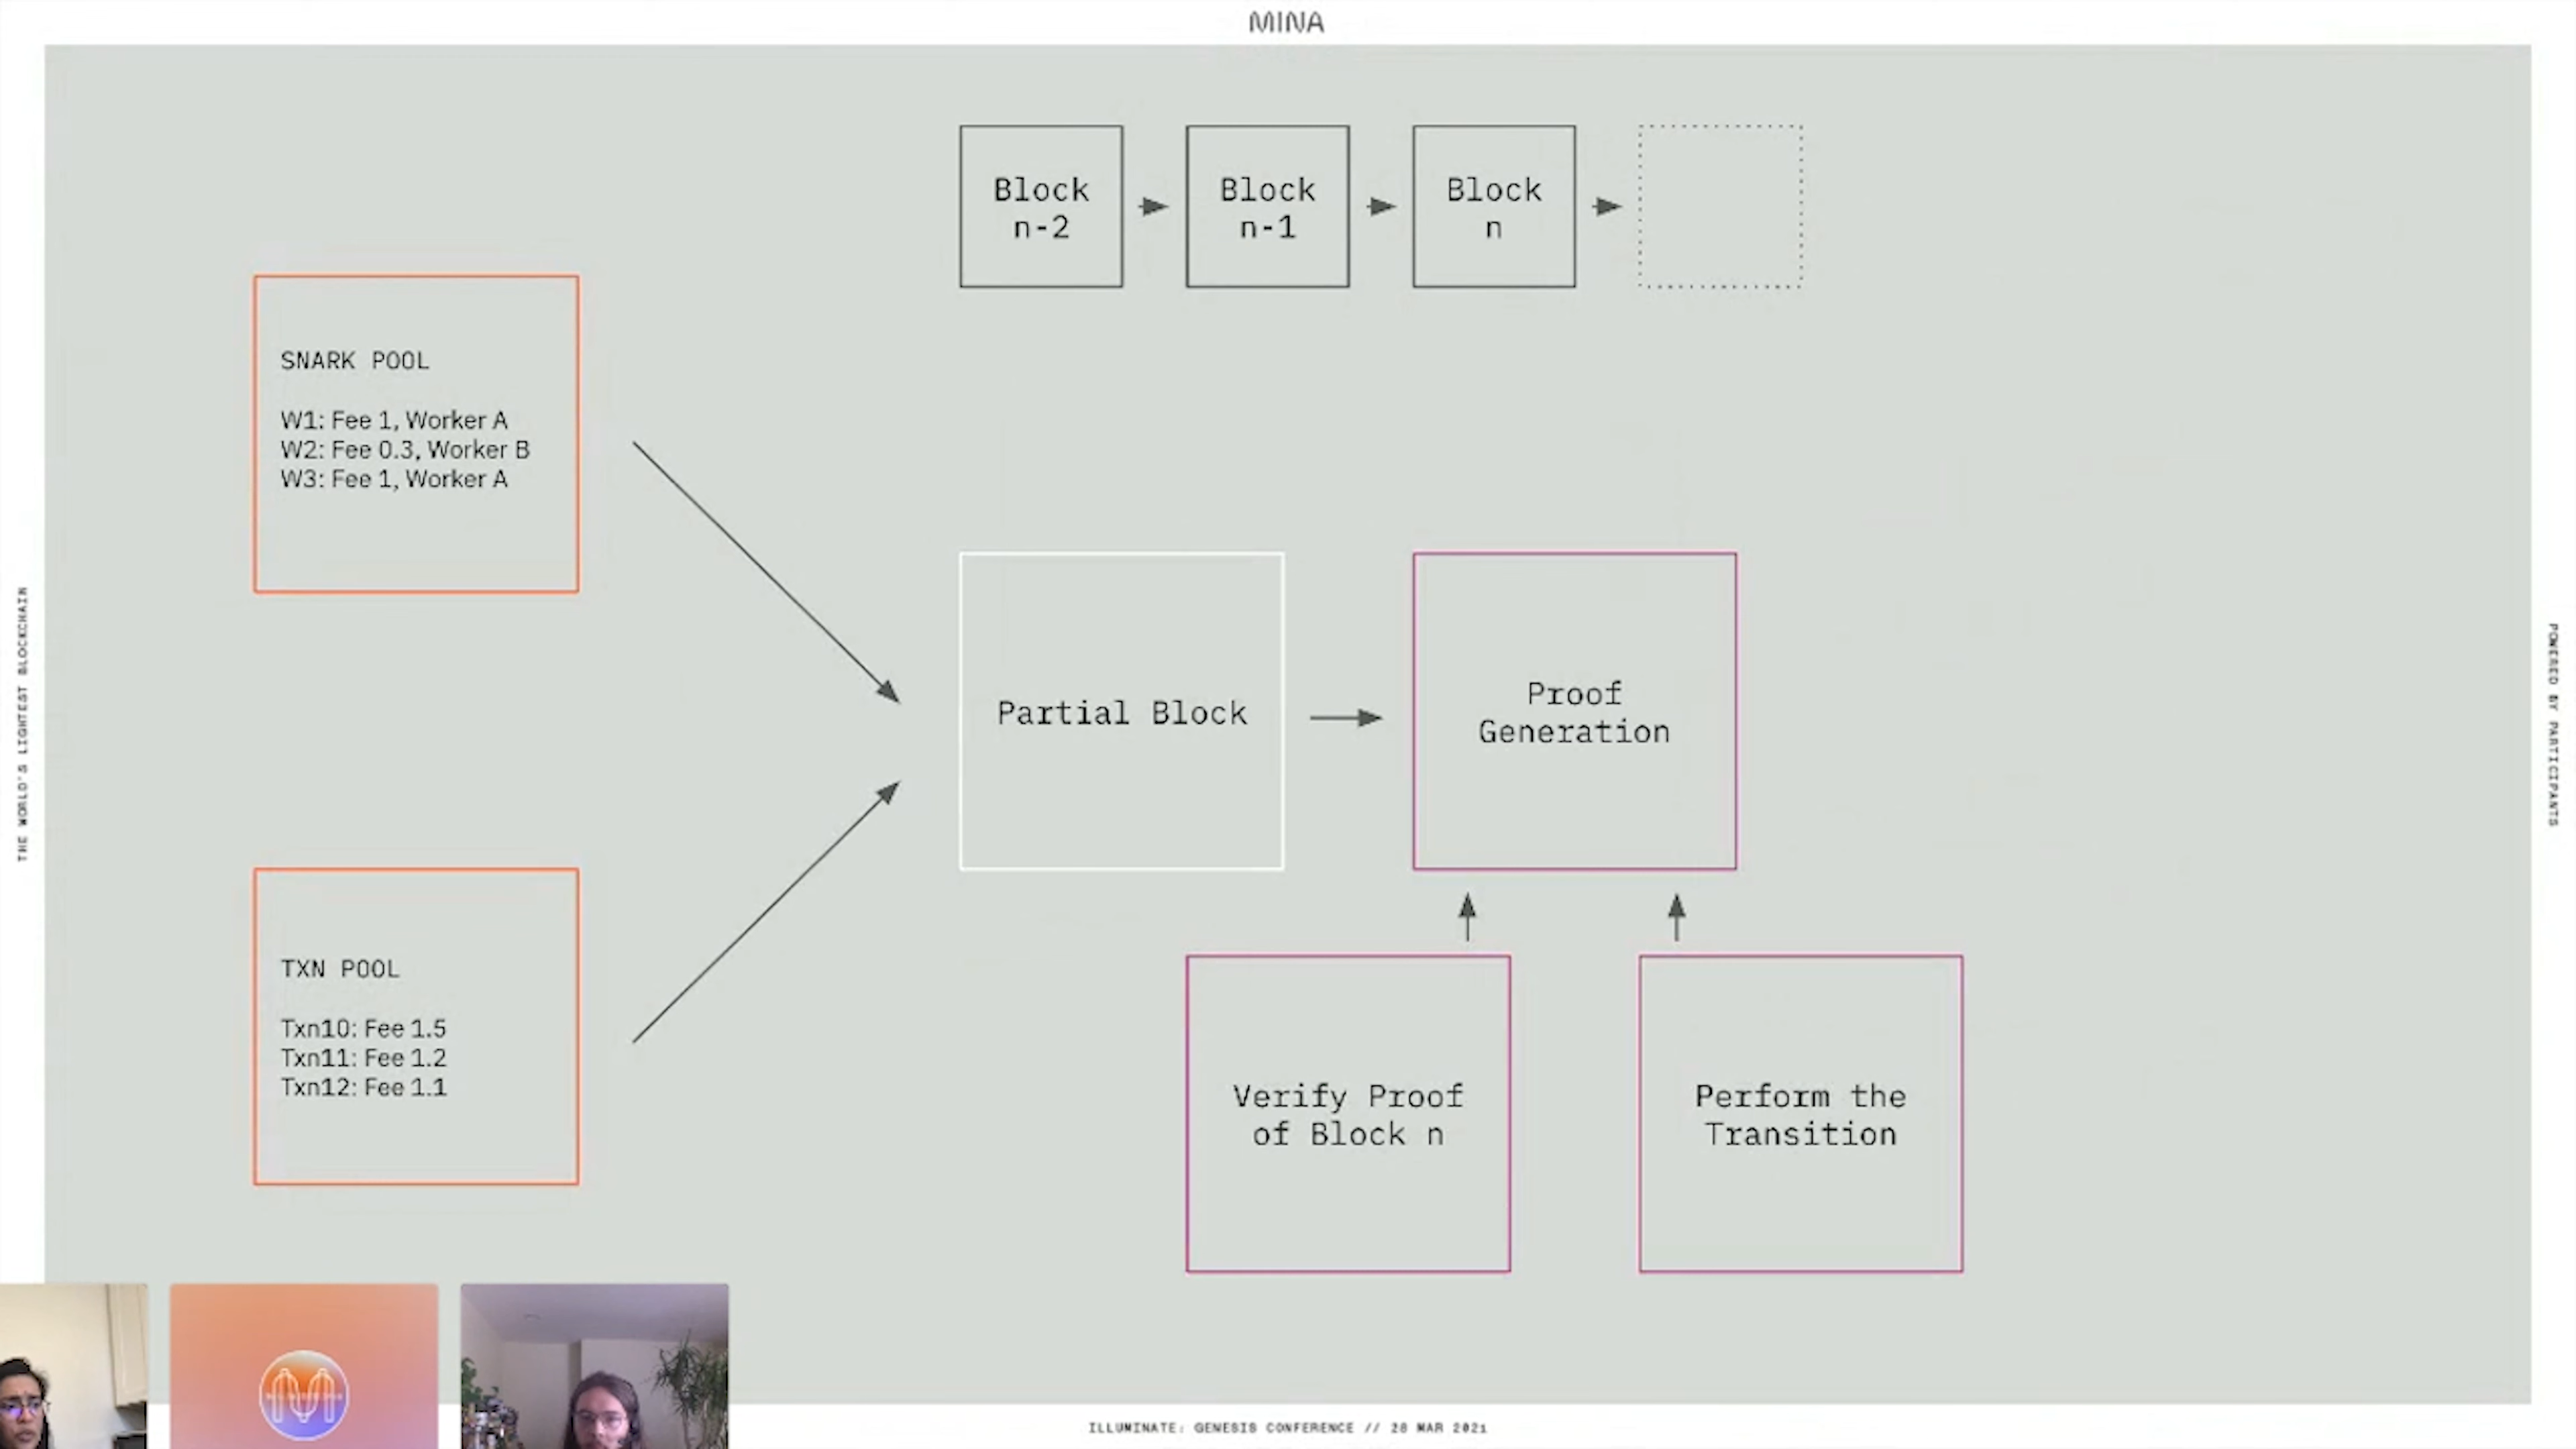 MINA
Block
n-2
Block
n-1
Block
n
SNARK POOL
W1: Fee 1, Worker A
W2: Fee 0.3, Worker B
W3: Fee 1, Worker A
Partial Block
Proof
Generation
THE WORLD'S LIGHTEST BLOCKCHAIN
POWERED BY PARTICIPANTS
TXN POOL
Txn10: Fee 1.5
Txn11: Fee 1.2
Txn12: Fee 1.1
Verify Proof
of Block n
Perform the
Transition
ILLUMINATE: GENESIS CONFERENCE // 28 MAR 2021